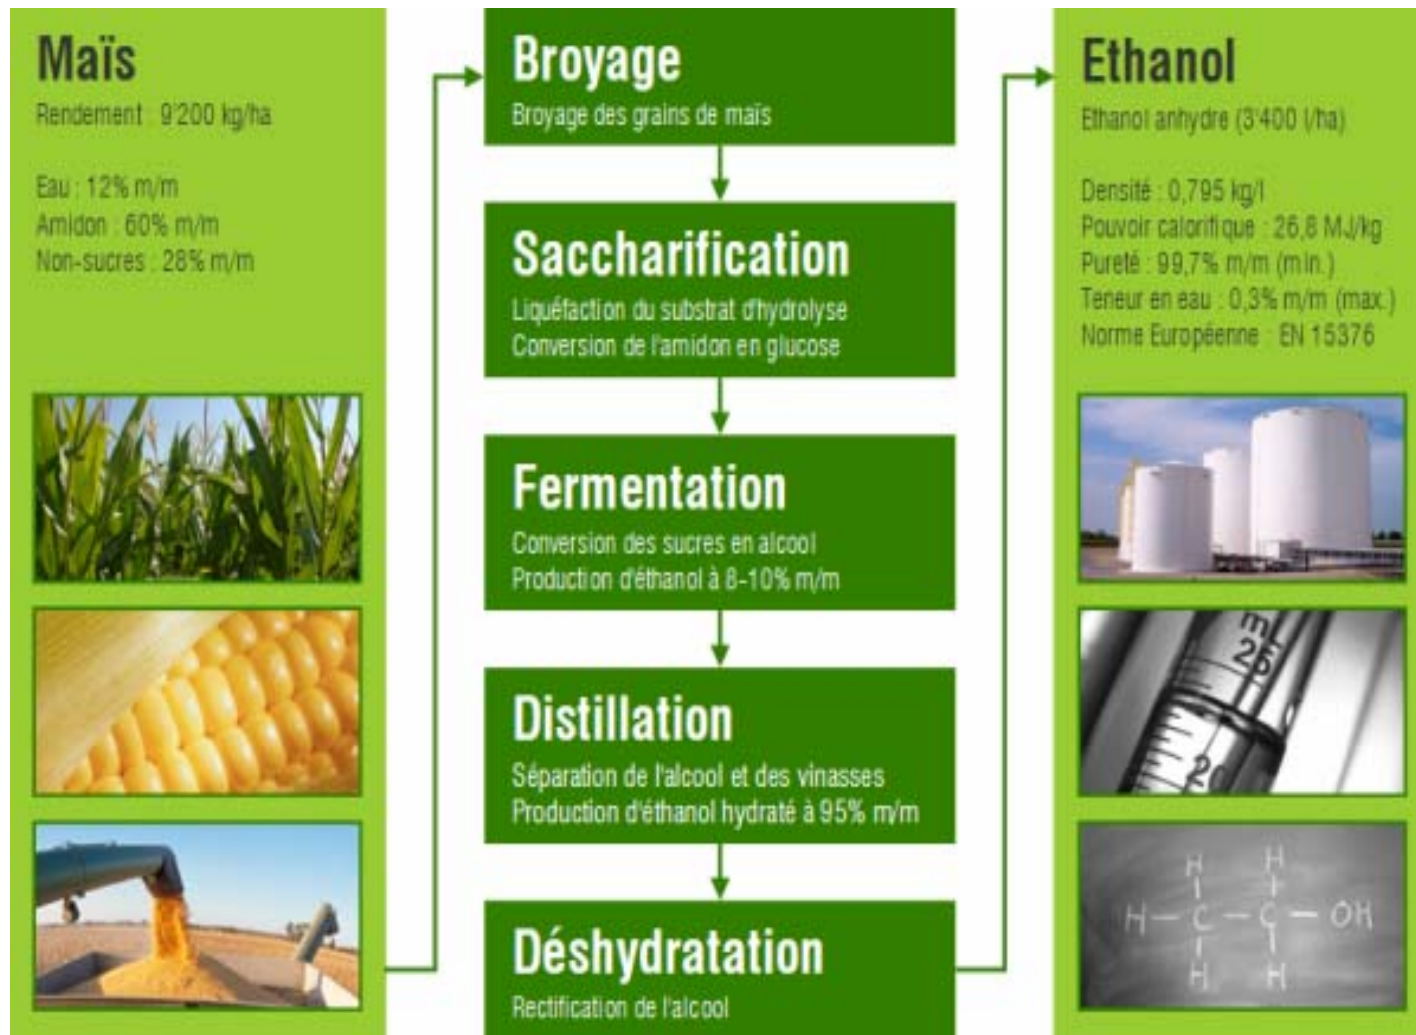 Maïs
Rendement : 9'200 kg/ha
Eau : 12% m/m
Amidon : 60% m/m
Non-sucres : 28% m/m
Broyage
Broyage des grains de maïs
Saccharification
Liquéfaction du substrat d'hydrolyse
Conversion de l'amidon en glucose
Fermentation
Conversion des sucres en alcool
Production d'éthanol à 8-10% m/m
Distillation
Séparation de l'alcool et des vinasses
Production d'éthanol hydraté à 95% m/m
Déshydratation
Rectification de l'alcool
Ethanol
Ethanol anhydre (3'400 l/ha)
Densité : 0,795 kg/l
Pouvoir calorifique : 26,8 MJ/kg
Pureté : 99,7% m/m (min.)
Teneur en eau : 0,3% m/m (max.)
Norme Européenne : EN 15376
mL
25
20
H H
H — C — C — OH
H H